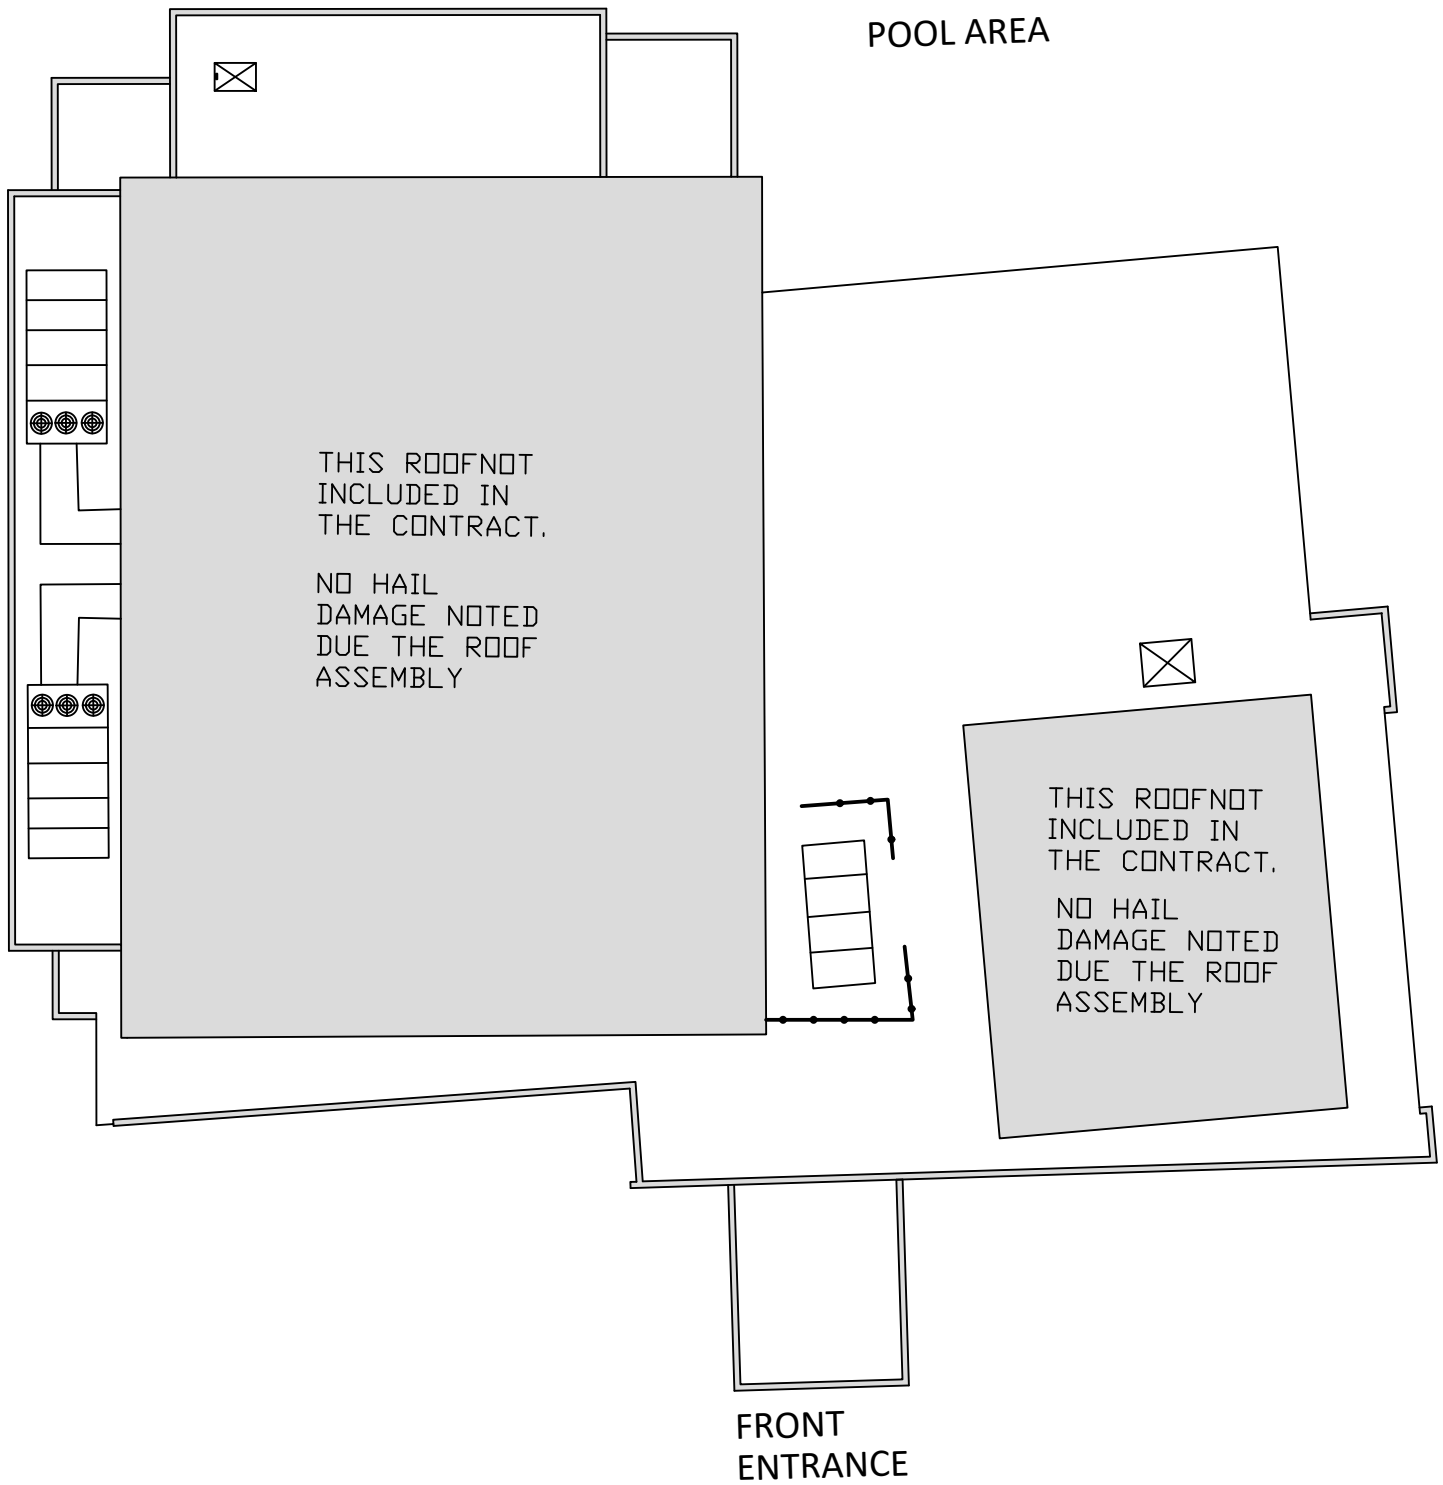 POOL AREA
THIS ROOFNOT
INCLUDED IN
THE CONTRACT.
NO HAIL
DAMAGE NOTED
DUE THE ROOF
ASSEMBLY
THIS ROOFNOT
INCLUDED IN
THE CONTRACT.
NO HAIL
DAMAGE NOTED
DUE THE ROOF
ASSEMBLY
FRONT
ENTRANCE